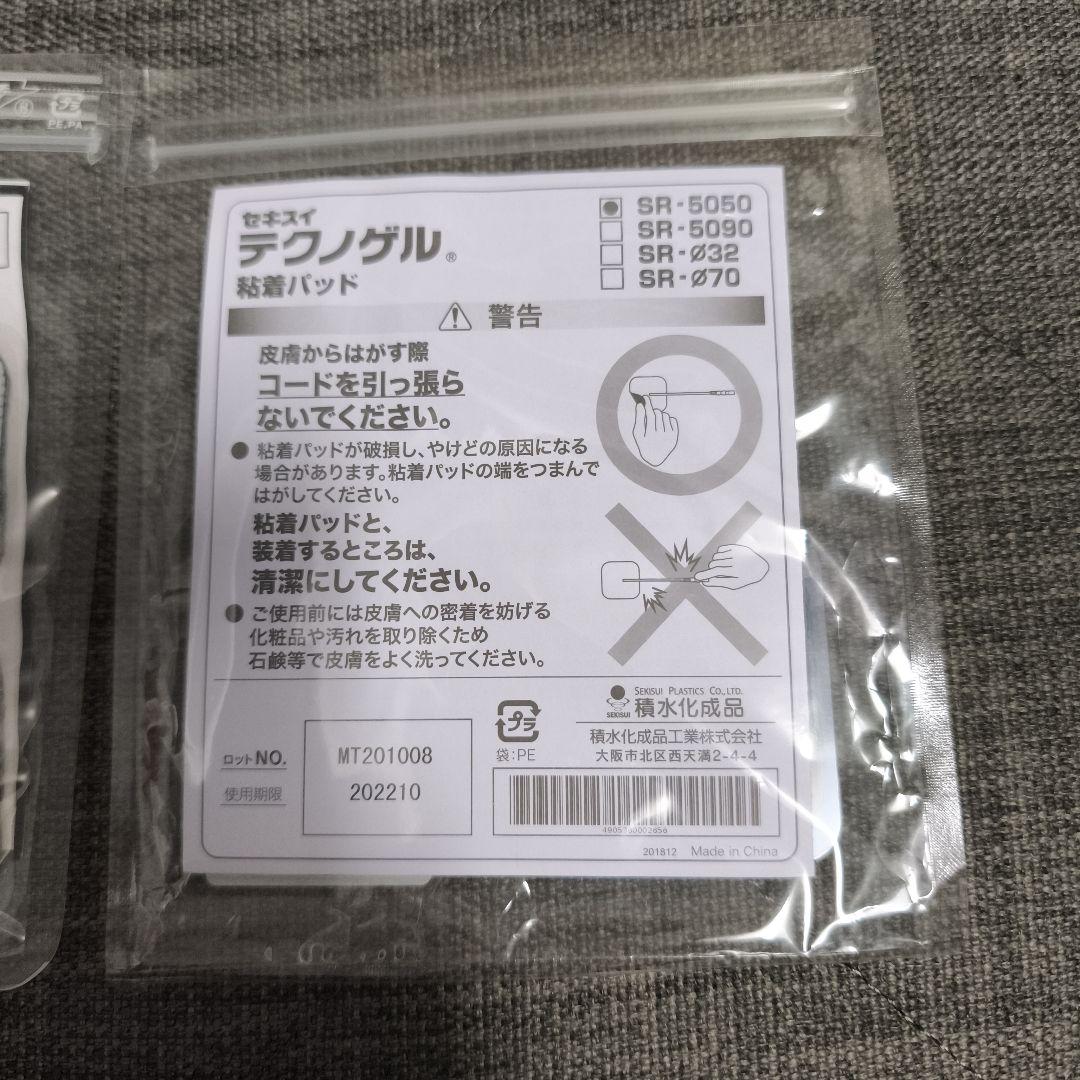 プラ
PE,PA
セキスイ
テクノゲル®
粘着パッド
SR-5050
SR-5090
SR-Ø32
SR-Ø70
警告
皮膚からはがす際
コードを引っ張ら
ないでください。
● 粘着パッドが破損し、やけどの原因になる
場合があります。粘着パッドの端をつまんで
はがしてください。
粘着パッドと、
装着するところは、
清潔にしてください。
● ご使用前には皮膚への密着を妨げる
化粧品や汚れを取り除くため
石鹸等で皮膚をよく洗ってください。
ロットNO.
MT201008
使用期限
202210
プラ
袋:PE
SEKISUI
SEKISUI PLASTICS CO.,LTD.
積水化成品
積水化成品工業株式会社
大阪市北区西天満2-4-4
201812 Made in China